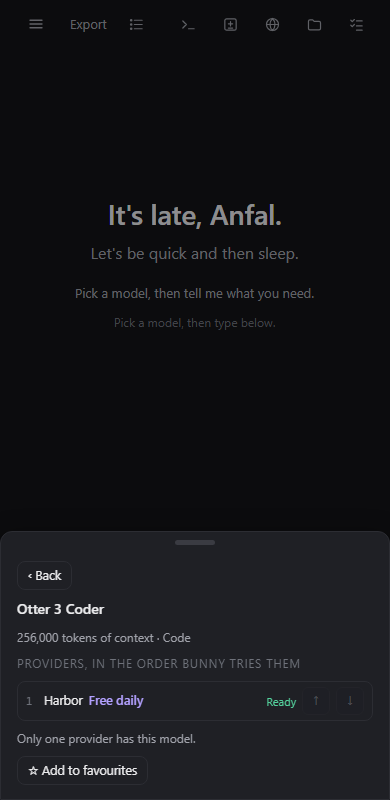 Export
It's late, Anfal.
Let's be quick and then sleep.
Pick a model, then tell me what you need.
Pick a model, then type below.
‹ Back
Otter 3 Coder
256,000 tokens of context · Code
PROVIDERS, IN THE ORDER BUNNY TRIES THEM
1 Harbor Free daily Ready ↑ ↓
Only one provider has this model.
☆ Add to favourites